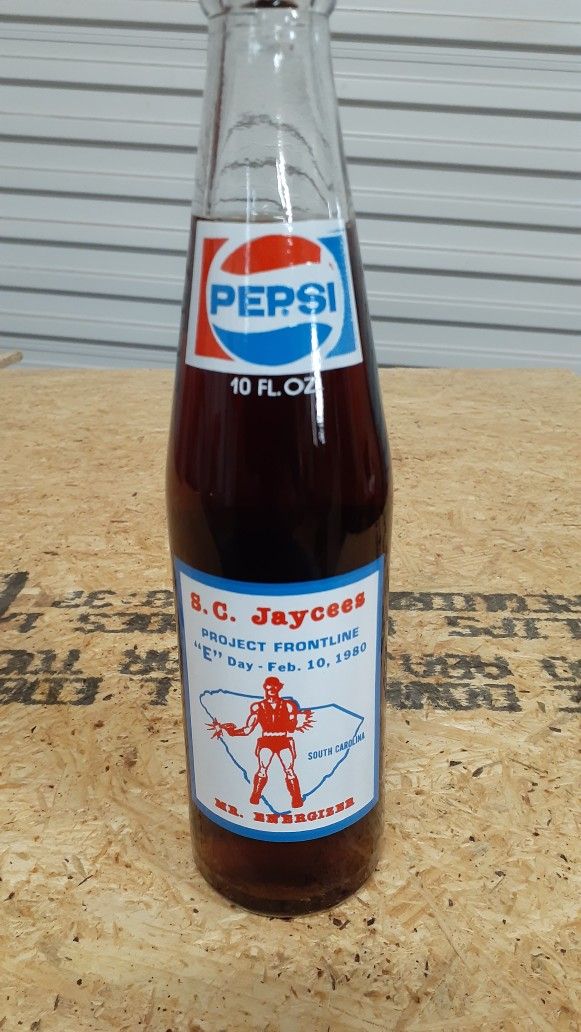 PEPSI
10 FL. OZ.
S.C. Jaycees
PROJECT FRONTLINE
"E" Day - Feb. 10, 1980
SOUTH CAROLINA
MR. ENERGIZER